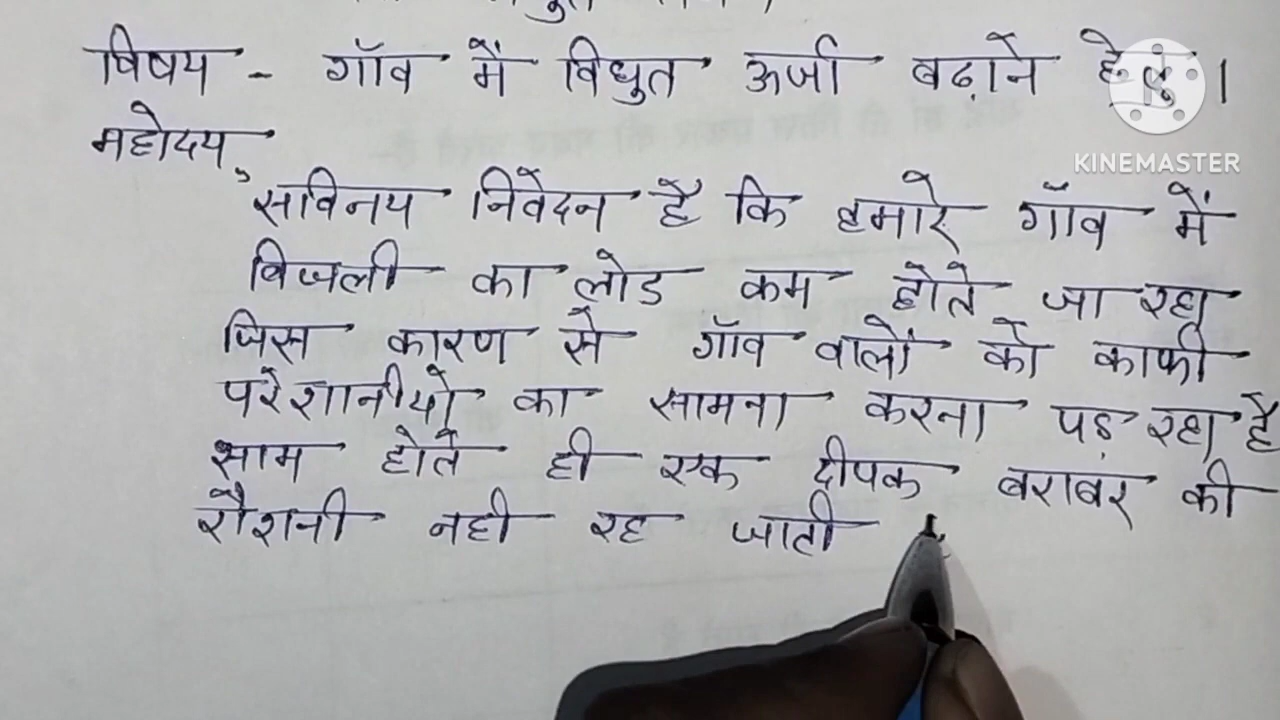 विषय - गॉव में विधुत ऊर्जा बढ़ाने हेतु ।
महोदय,
सविनय निवेदन है कि हमारे गॉव में
बिजली का लोड कम होते जा रहा
जिस कारण से गॉव वालों को काफी
परेशानीयों का सामना करना पड़ रहा है
साम होते ही एक दीपक बराबर की
रौशनी नही रह जाती
KINEMASTER